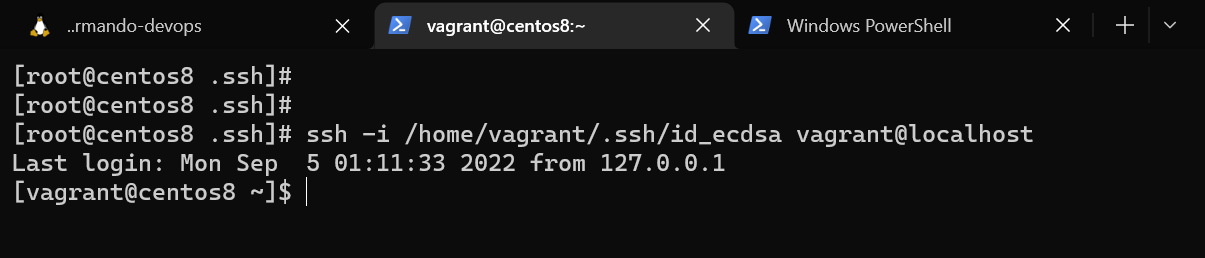 ..rmando-devops
vagrant@centos8:~
Windows PowerShell
[root@centos8 .ssh]#
[root@centos8 .ssh]#
[root@centos8 .ssh]# ssh -i /home/vagrant/.ssh/id_ecdsa vagrant@localhost
Last login: Mon Sep  5 01:11:33 2022 from 127.0.0.1
[vagrant@centos8 ~]$